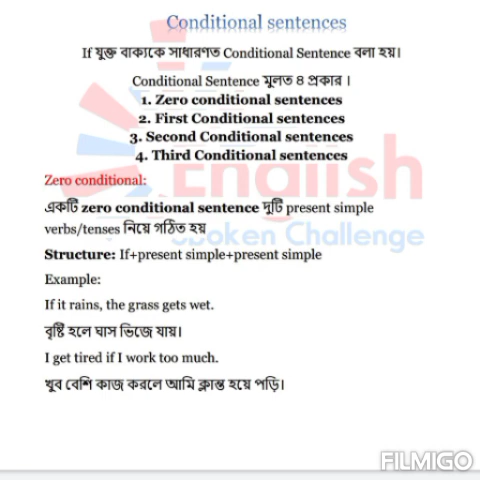 Conditional sentences
If যুক্ত বাক্যকে সাধারণত Conditional Sentence বলা হয়।
Conditional Sentence মূলত ৪ প্রকার ।
1. Zero conditional sentences
2. First Conditional sentences
3. Second Conditional sentences
4. Third Conditional sentences
Zero conditional:
একটি zero conditional sentence দুটি present simple
verbs/tenses নিয়ে গঠিত হয়
Structure: If+present simple+present simple
Example:
If it rains, the grass gets wet.
বৃষ্টি হলে ঘাস ভিজে যায়।
I get tired if I work too much.
খুব বেশি কাজ করলে আমি ক্লান্ত হয়ে পড়ি।
English
Spoken Challenge
FILMIGO